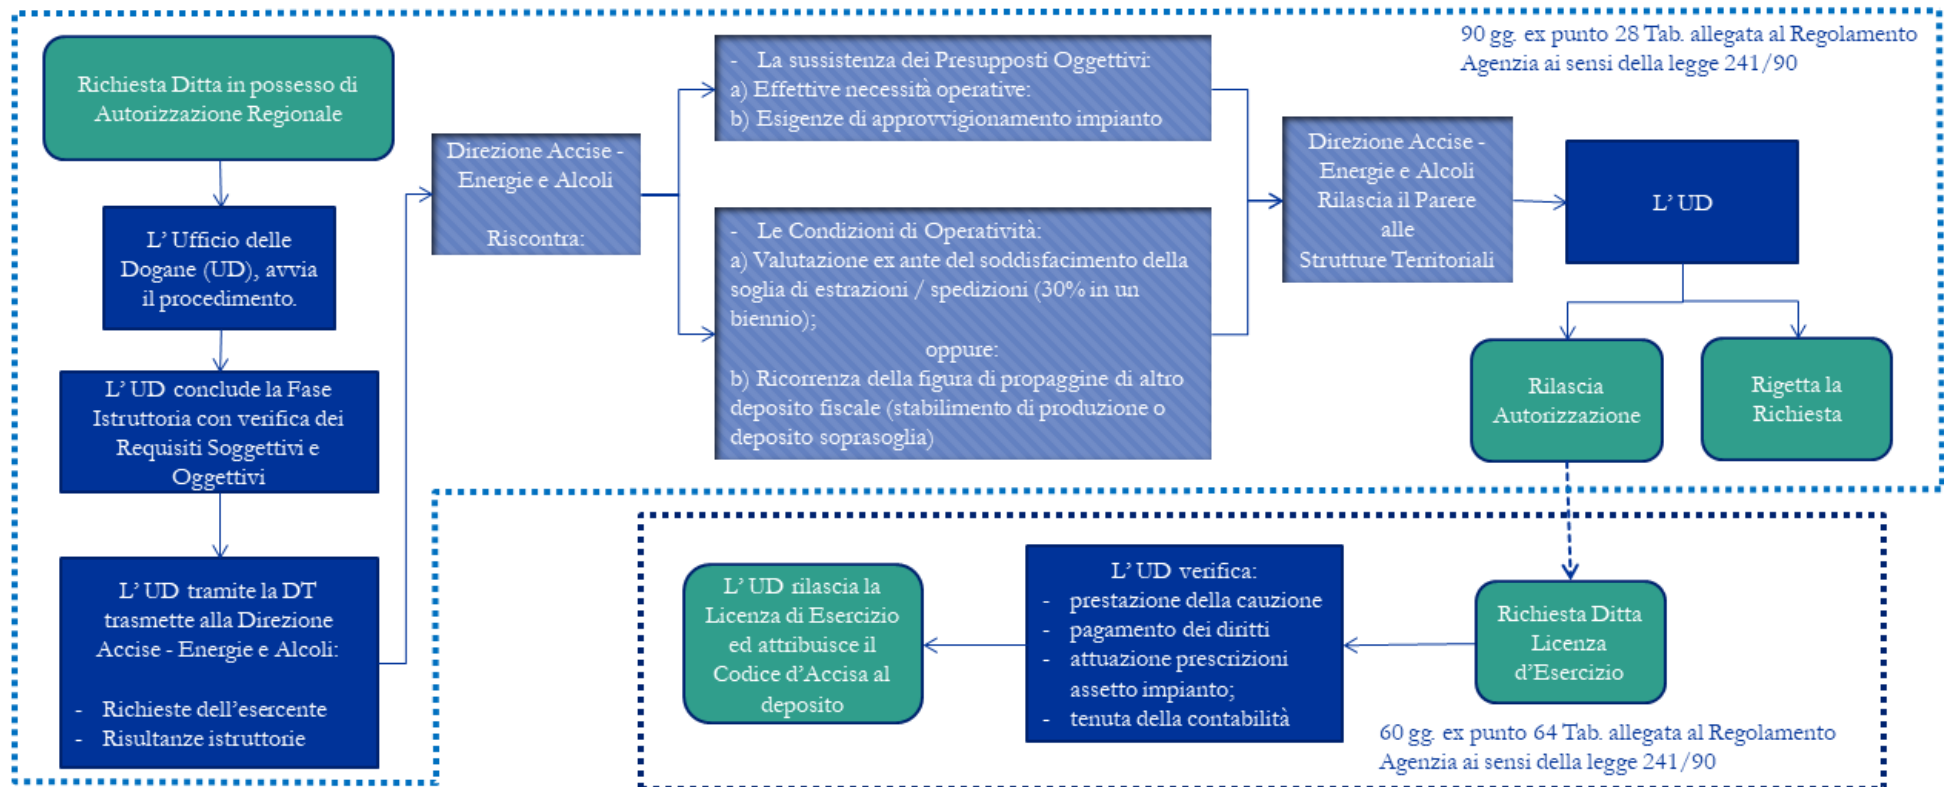 Richiesta Ditta in possesso di
Autorizzazione Regionale
L' Ufficio delle
Dogane (UD), avvia
il procedimento.
L' UD conclude la Fase
Istruttoria con verifica dei
Requisiti Soggettivi e
Oggettivi
L' UD tramite la DT
trasmette alla Direzione
Accise - Energie e Alcoli:
- Richieste dell'esercente
- Risultanze istruttorie
Direzione Accise -
Energie e Alcoli
Riscontra:
- La sussistenza dei Presupposti Oggettivi:
a) Effettive necessità operative:
b) Esigenze di approvvigionamento impianto
- Le Condizioni di Operatività:
a) Valutazione ex ante del soddisfacimento della
soglia di estrazioni / spedizioni (30% in un
biennio);
oppure:
b) Ricorrenza della figura di propaggine di altro
deposito fiscale (stabilimento di produzione o
deposito soprasoglia)
Direzione Accise -
Energie e Alcoli
Rilascia il Parere
alle
Strutture Territoriali
90 gg. ex punto 28 Tab. allegata al Regolamento
Agenzia ai sensi della legge 241/90
L' UD
Rilascia
Autorizzazione
Rigetta la
Richiesta
Richiesta Ditta
Licenza
d'Esercizio
L' UD verifica:
- prestazione della cauzione
- pagamento dei diritti
- attuazione prescrizioni
assetto impianto;
- tenuta della contabilità
L' UD rilascia la
Licenza di Esercizio
ed attribuisce il
Codice d'Accisa al
deposito
60 gg. ex punto 64 Tab. allegata al Regolamento
Agenzia ai sensi della legge 241/90